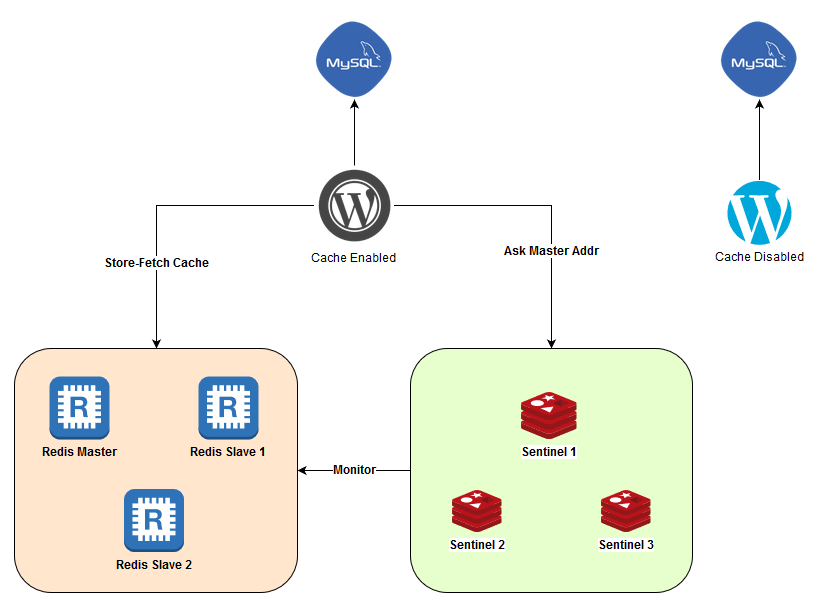 MySQL
MySQL
W
W
Cache Enabled
Cache Disabled
Store-Fetch Cache
Ask Master Addr
R
R
Redis Master
Redis Slave 1
R
Redis Slave 2
Monitor
Sentinel 1
Sentinel 2
Sentinel 3